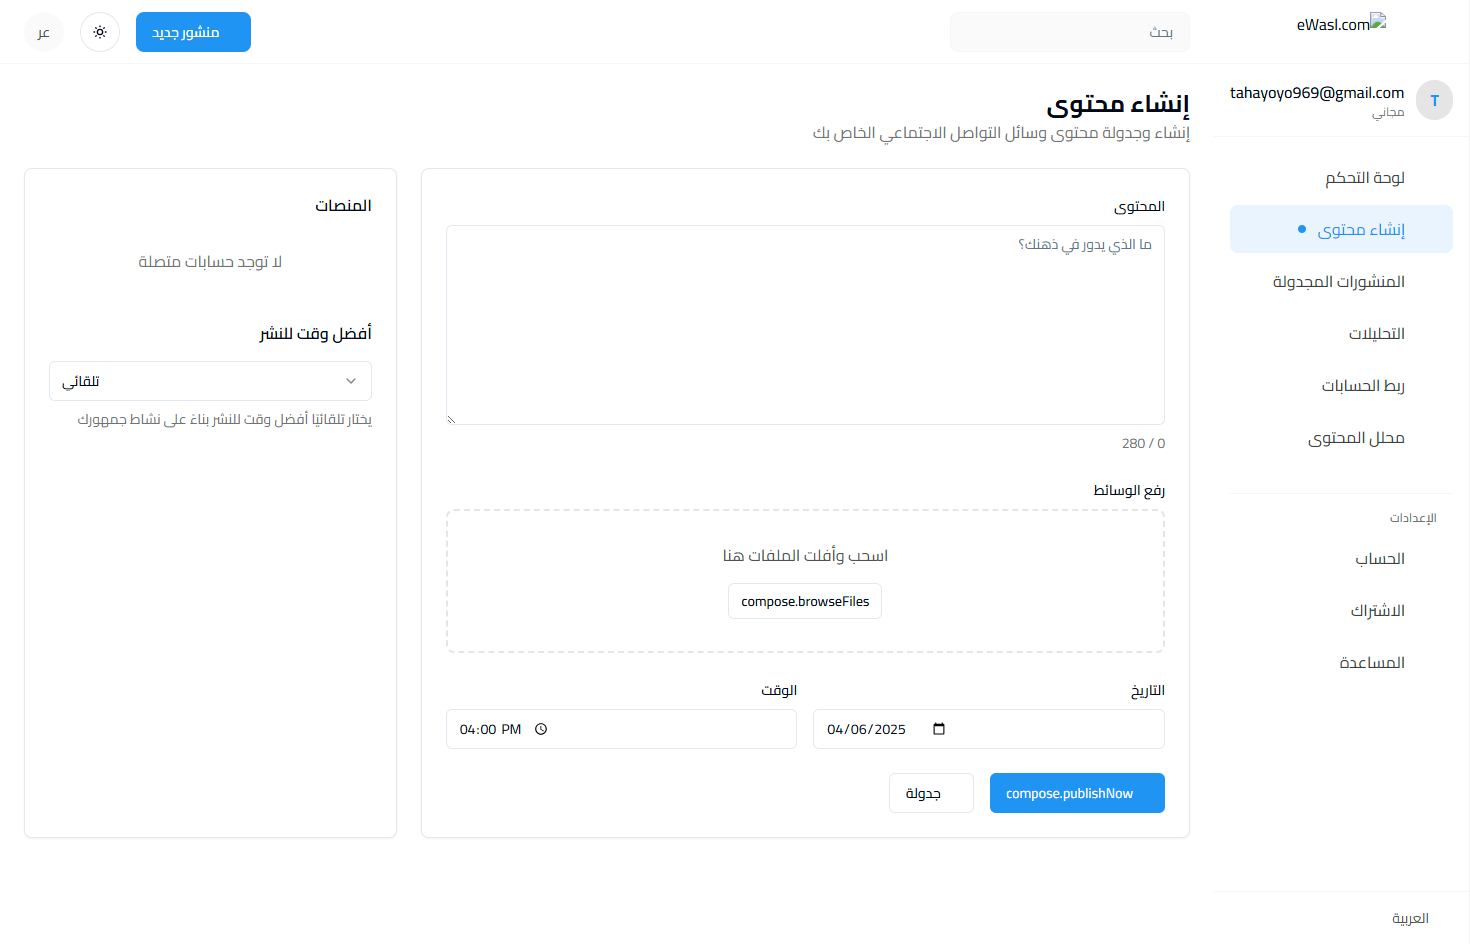 eWasl.com
بحث
منشور جديد
عر
T
tahayoyo969@gmail.com
مجاني
لوحة التحكم
إنشاء محتوى
المنشورات المجدولة
التحليلات
ربط الحسابات
محلل المحتوى
الإعدادات
الحساب
الاشتراك
المساعدة
العربية
إنشاء محتوى
إنشاء وجدولة محتوى وسائل التواصل الاجتماعي الخاص بك
المحتوى
ما الذي يدور في ذهنك؟
0 / 280
رفع الوسائط
اسحب وأفلت الملفات هنا
compose.browseFiles
التاريخ
04/06/2025
الوقت
04:00 PM
compose.publishNow
جدولة
المنصات
لا توجد حسابات متصلة
أفضل وقت للنشر
تلقائي
يختار تلقائيًا أفضل وقت للنشر بناءً على نشاط جمهورك